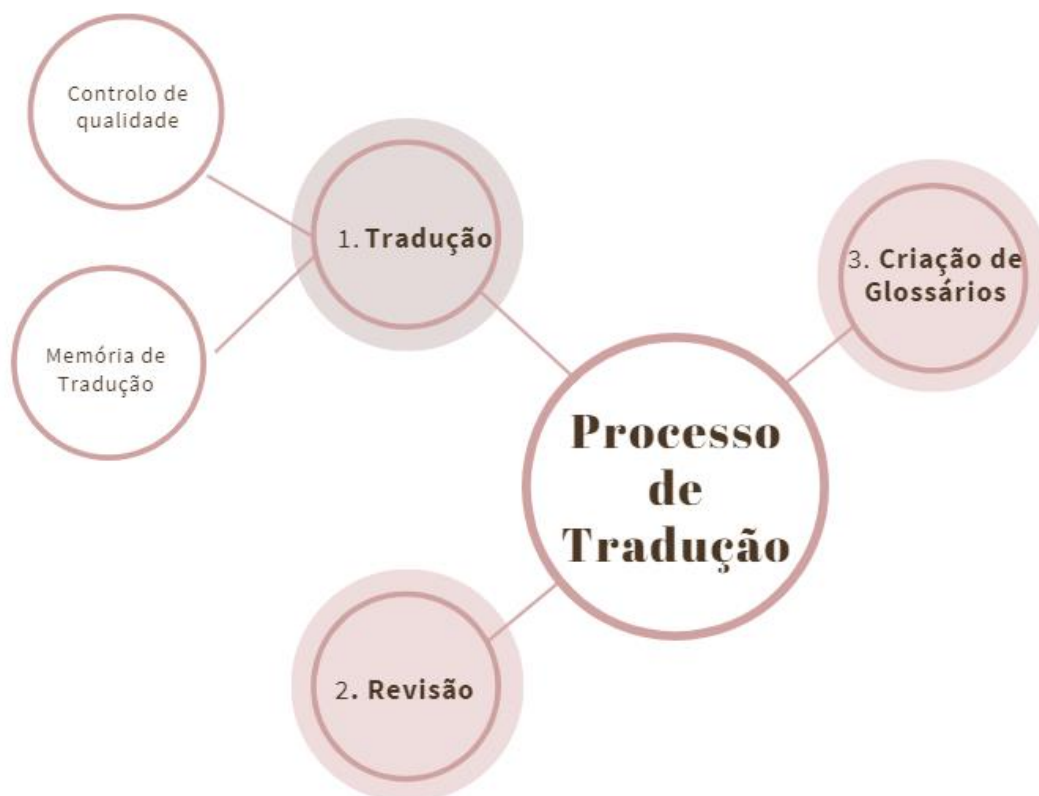 Controlo de
qualidade
1. Tradução
3. Criação de
Glossários
Memória de
Tradução
Processo
de
Tradução
2. Revisão